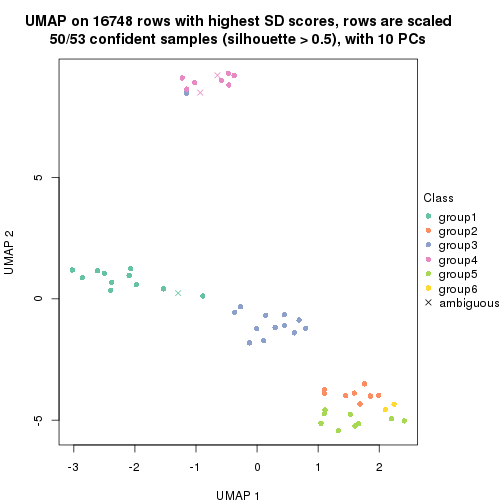 UMAP on 16748 rows with highest SD scores, rows are scaled
50/53 confident samples (silhouette > 0.5), with 10 PCs
UMAP 2
5
0
-5
-3
-2
-1
0
1
2
UMAP 1
Class
group1
group2
group3
group4
group5
group6
ambiguous